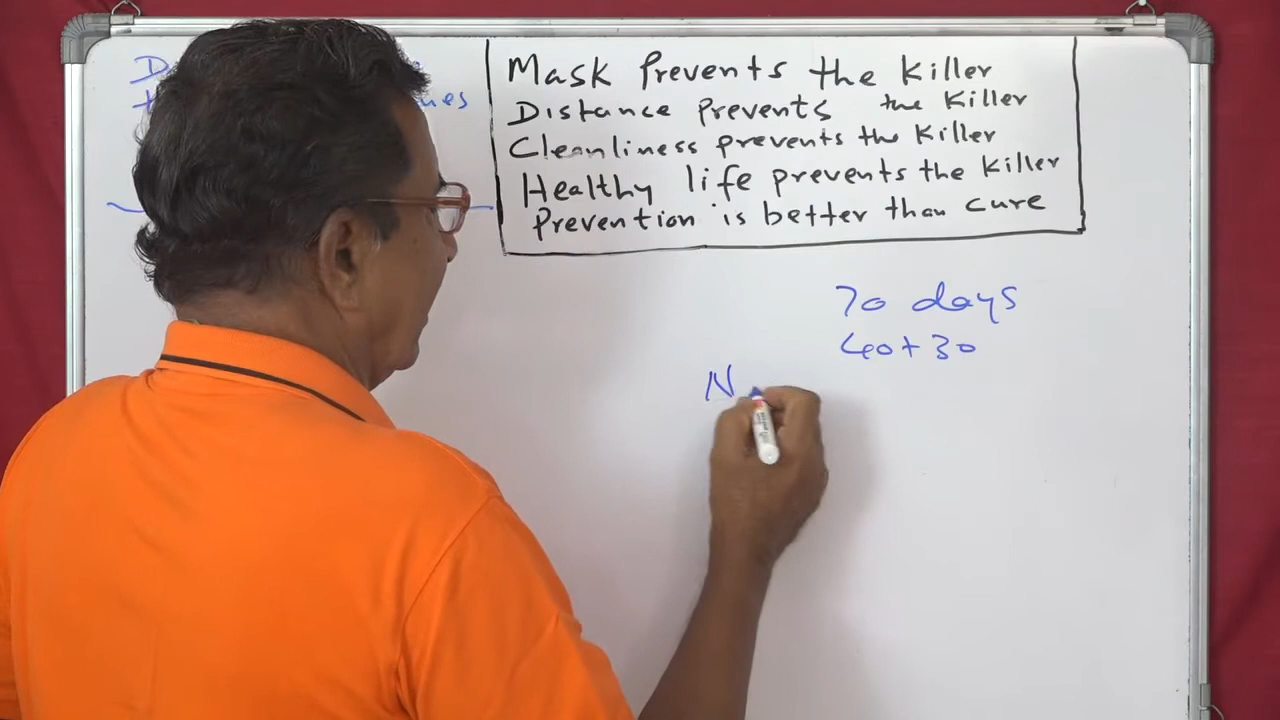 Mask Prevents the Killer
Distance prevents the Killer
Cleanliness prevents the Killer
Healthy life prevents the Killer
Prevention is better than cure
70 days
40+30
N